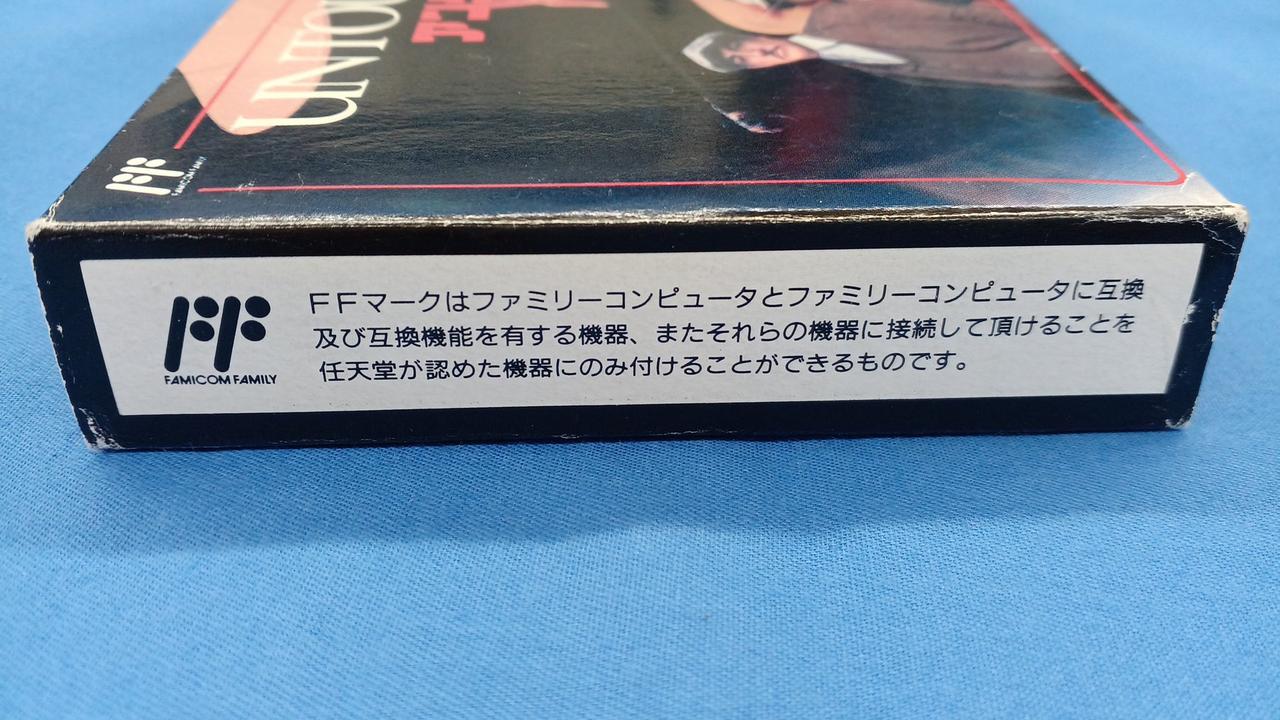 FAMICOM FAMILY
FFマークはファミリーコンピュータとファミリーコンピュータに互換
及び互換機能を有する機器、またそれらの機器に接続して頂けることを
任天堂が認めた機器にのみ付けることができるものです。
FAMICOM FAMILY